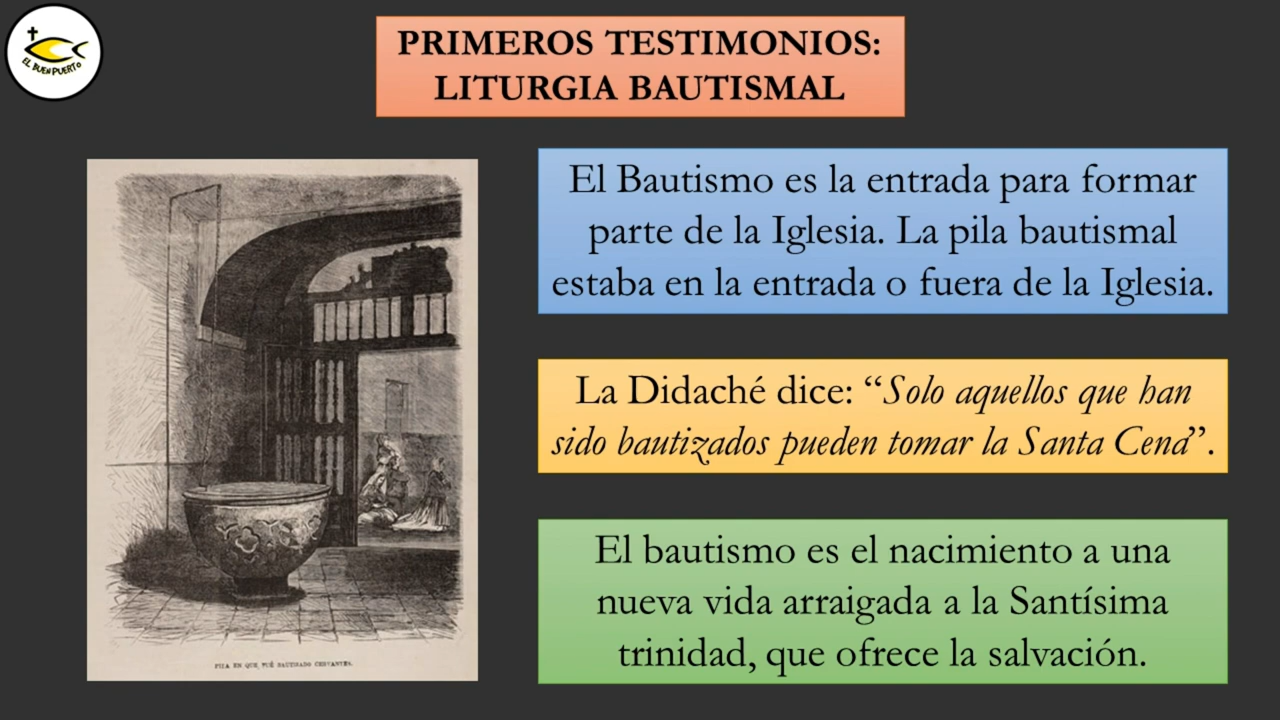 EL BUEN PUERTO
PRIMEROS TESTIMONIOS:
LITURGIA BAUTISMAL
El Bautismo es la entrada para formar
parte de la Iglesia. La pila bautismal
estaba en la entrada o fuera de la Iglesia.
La Didaché dice: “Solo aquellos que han
sido bautizados pueden tomar la Santa Cena”.
El bautismo es el nacimiento a una
nueva vida arraigada a la Santísima
trinidad, que ofrece la salvación.
PILA EN QUE FUÉ BAUTIZADO CERVANTES.